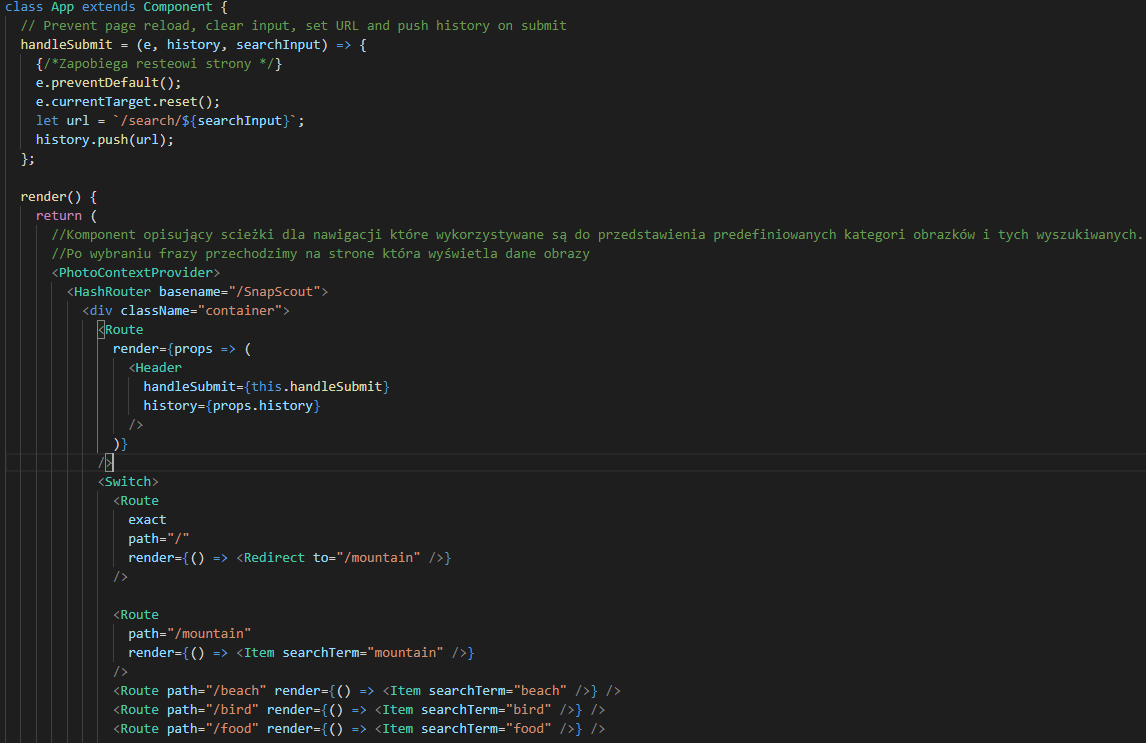 class App extends Component {
// Prevent page reload, clear input, set URL and push history on submit
handleSubmit = (e, history, searchInput) => {
{/*Zapobiega resteowi strony */}
e.preventDefault();
e.currentTarget.reset();
let url = `/search/${searchInput}`;
history.push(url);
};
render() {
return (
//Komponent opisujący scieżki dla nawigacji które wykorzystywane są do przedstawienia predefiniowanych kategori obrazków i tych wyszukiwanych.
//Po wybraniu frazy przechodzimy na strone która wyświetla dane obrazy
<PhotoContextProvider>
<HashRouter basename="/SnapScout">
<div className="container">
<Route
render={props => (
<Header
handleSubmit={this.handleSubmit}
history={props.history}
/>
)}
/>
<Switch>
<Route
exact
path="/"
render={() => <Redirect to="/mountain" />}
/>
<Route
path="/mountain"
render={() => <Item searchTerm="mountain" />}
/>
<Route path="/beach" render={() => <Item searchTerm="beach" />} />
<Route path="/bird" render={() => <Item searchTerm="bird" />} />
<Route path="/food" render={() => <Item searchTerm="food" />} />